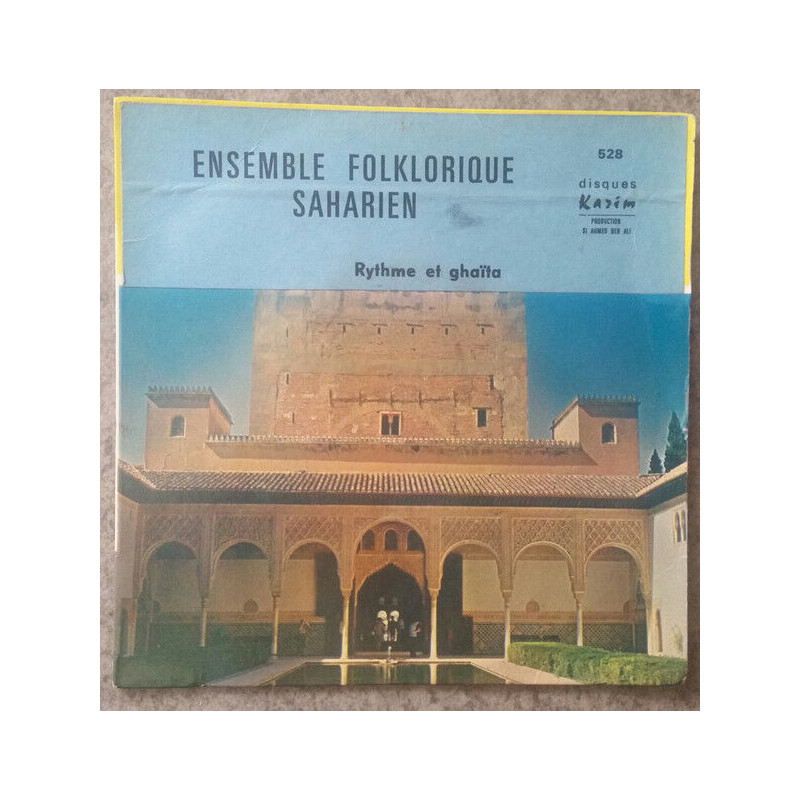 ENSEMBLE FOLKLORIQUE
SAHARIEN
Rythme et ghaïta
528
disques
Karim
PRODUCTION
SI AHMED BEN ALI